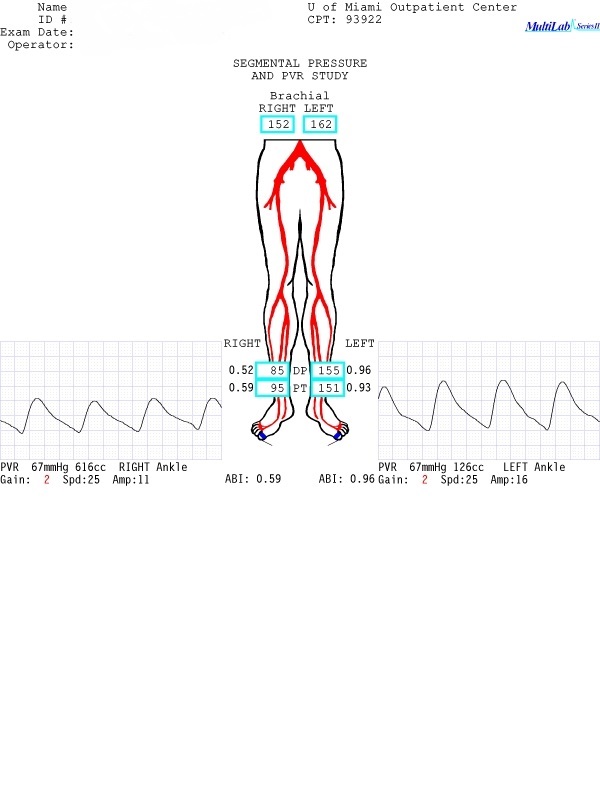 Name
ID #
Exam Date:
Operator:
U of Miami Outpatient Center
CPT: 93922
MultiLab Series II
SEGMENTAL PRESSURE
AND PVR STUDY
Brachial
RIGHT LEFT
152 162
RIGHT LEFT
0.52 85 DP 155 0.96
0.59 95 PT 151 0.93
PVR 67mmHg 616cc RIGHT Ankle
Gain: 2 Spd:25 Amp:11
ABI: 0.59 ABI: 0.96
PVR 67mmHg 126cc LEFT Ankle
Gain: 2 Spd:25 Amp:16